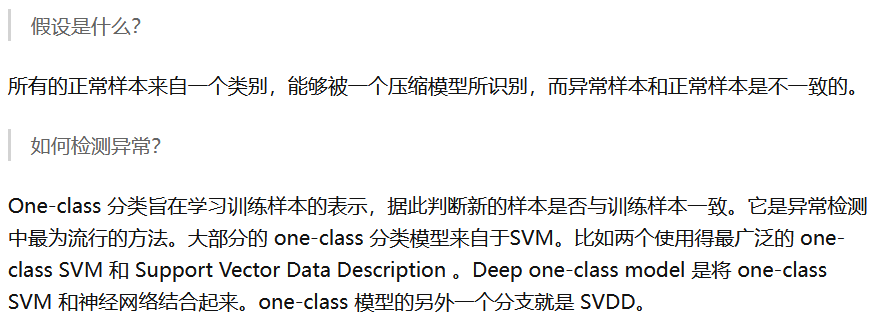 假设是什么？
所有的正常样本来自一个类别，能够被一个压缩模型所识别，而异常样本和正常样本是不一致的。
如何检测异常？
One-class 分类旨在学习训练样本的表示，据此判断新的样本是否与训练样本一致。它是异常检测
中最为流行的方法。大部分的 one-class 分类模型来自于SVM。比如两个使用得最广泛的 one-
class SVM 和 Support Vector Data Description 。Deep one-class model 是将 one-class
SVM 和神经网络结合起来。one-class 模型的另外一个分支就是 SVDD。